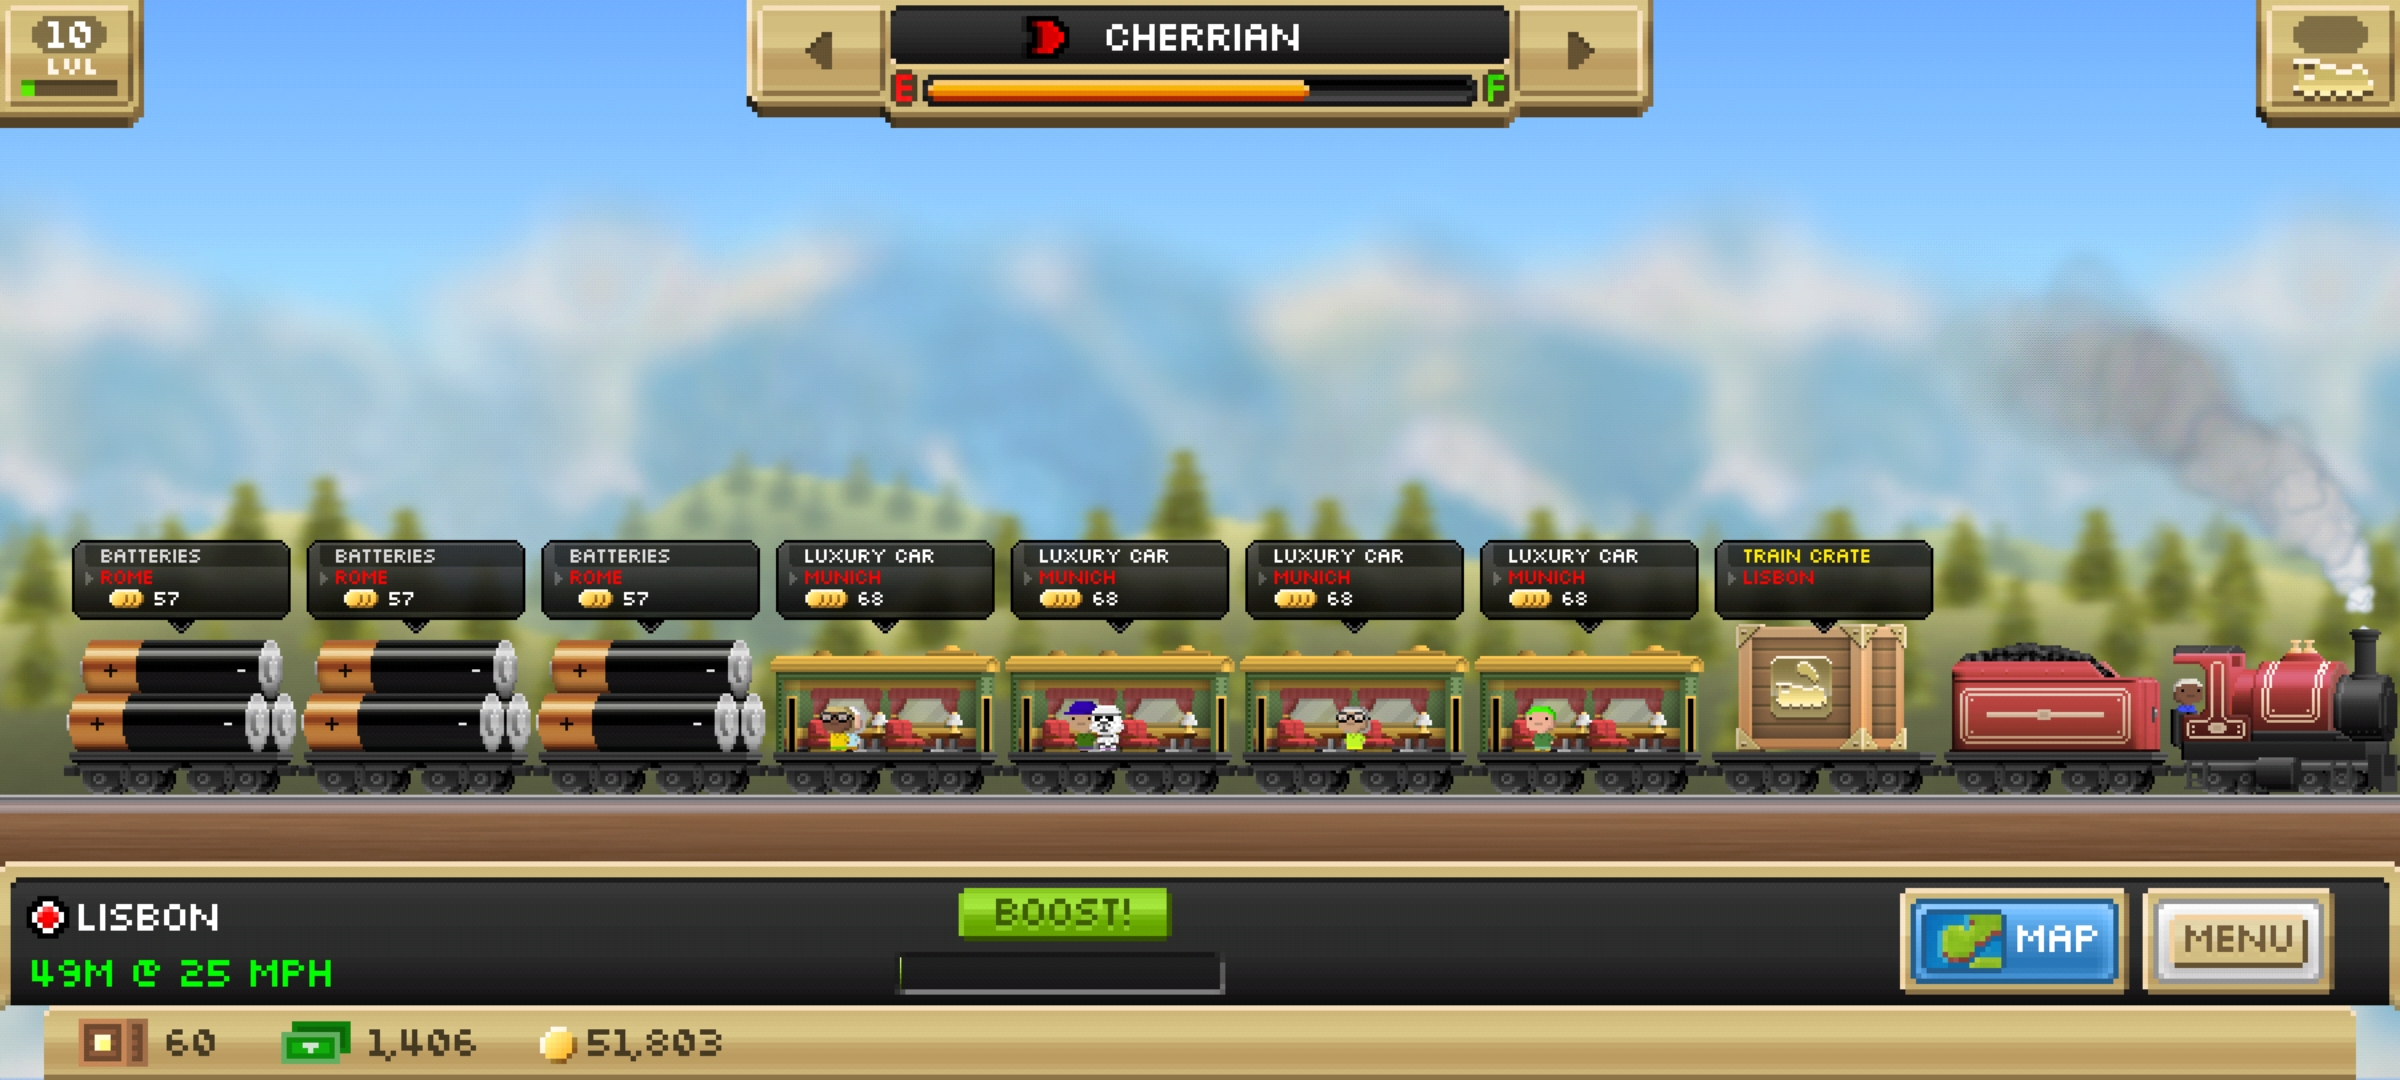 10
LVL
CHERRIAN
E
F
BATTERIES
ROME
57
BATTERIES
ROME
57
BATTERIES
ROME
57
LUXURY CAR
MUNICH
68
LUXURY CAR
MUNICH
68
LUXURY CAR
MUNICH
68
LUXURY CAR
MUNICH
68
TRAIN CRATE
LISBON
+ -
+ -
+ -
+ -
+ -
+ -
LISBON
49M @ 25 MPH
BOOST!
MAP
MENU
60
1,406
51,803